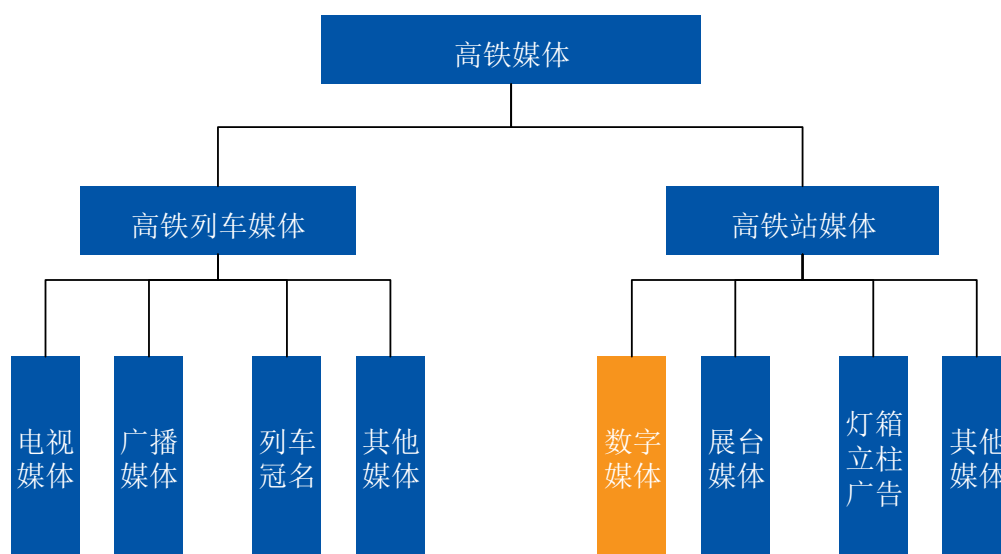 高铁媒体
高铁列车媒体
高铁站媒体
电视
媒体
广播
媒体
列车
冠名
其他
媒体
数字
媒体
展台
媒体
灯箱
立柱
广告
其他
媒体